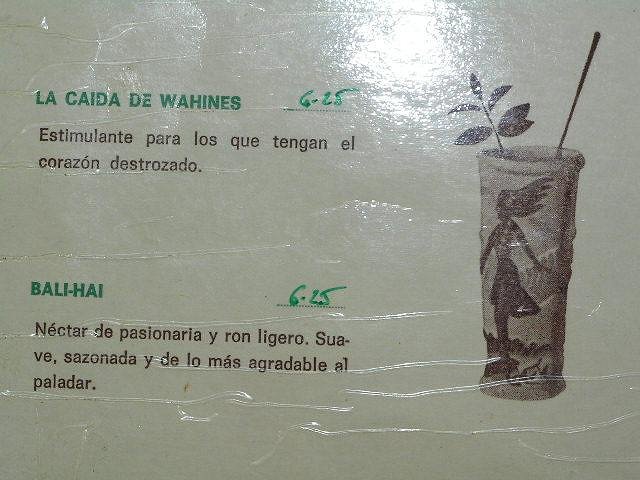 LA CAIDA DE WAHINES 6-25
Estimulante para los que tengan el
corazón destrozado.
BALI-HAI 6-25
Néctar de pasionaria y ron ligero. Sua-
ve, sazonada y de lo más agradable al
paladar.